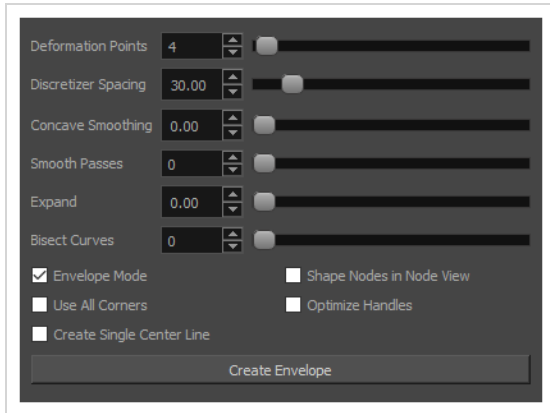 Deformation Points 4
Discretizer Spacing 30.00
Concave Smoothing 0.00
Smooth Passes 0
Expand 0.00
Bisect Curves 0
Envelope Mode Shape Nodes in Node View
Use All Corners Optimize Handles
Create Single Center Line
Create Envelope